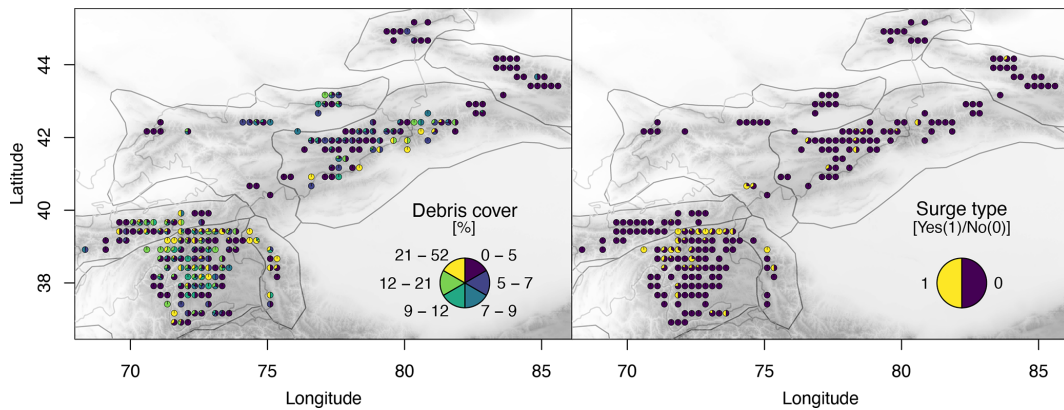 Latitude
44
42
40
38
Debris cover
[%]
21 – 52
0 – 5
12 – 21
5 – 7
9 – 12
7 – 9
70
75
80
85
Longitude
Surge type
[Yes(1)/No(0)]
1
0
70
75
80
85
Longitude